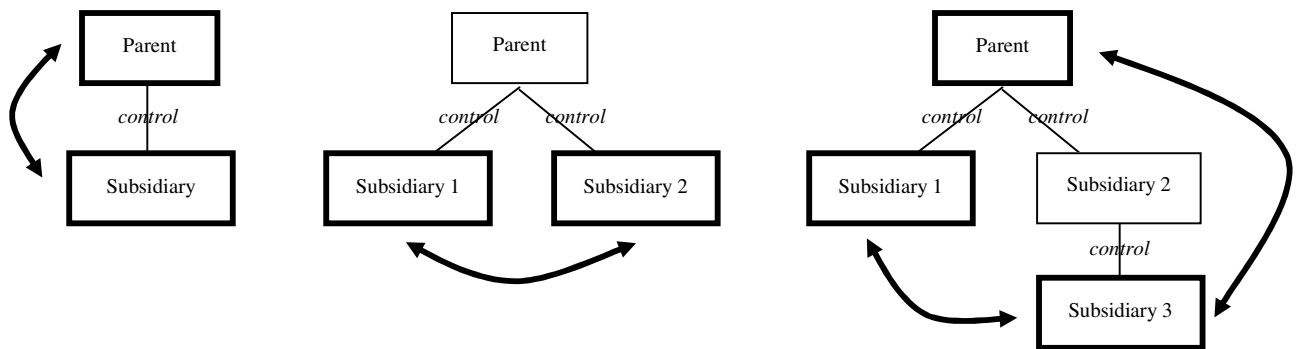 Parent
control
Subsidiary
Parent
control control
Subsidiary 1 Subsidiary 2
Parent
control control
Subsidiary 1 Subsidiary 2
control
Subsidiary 3